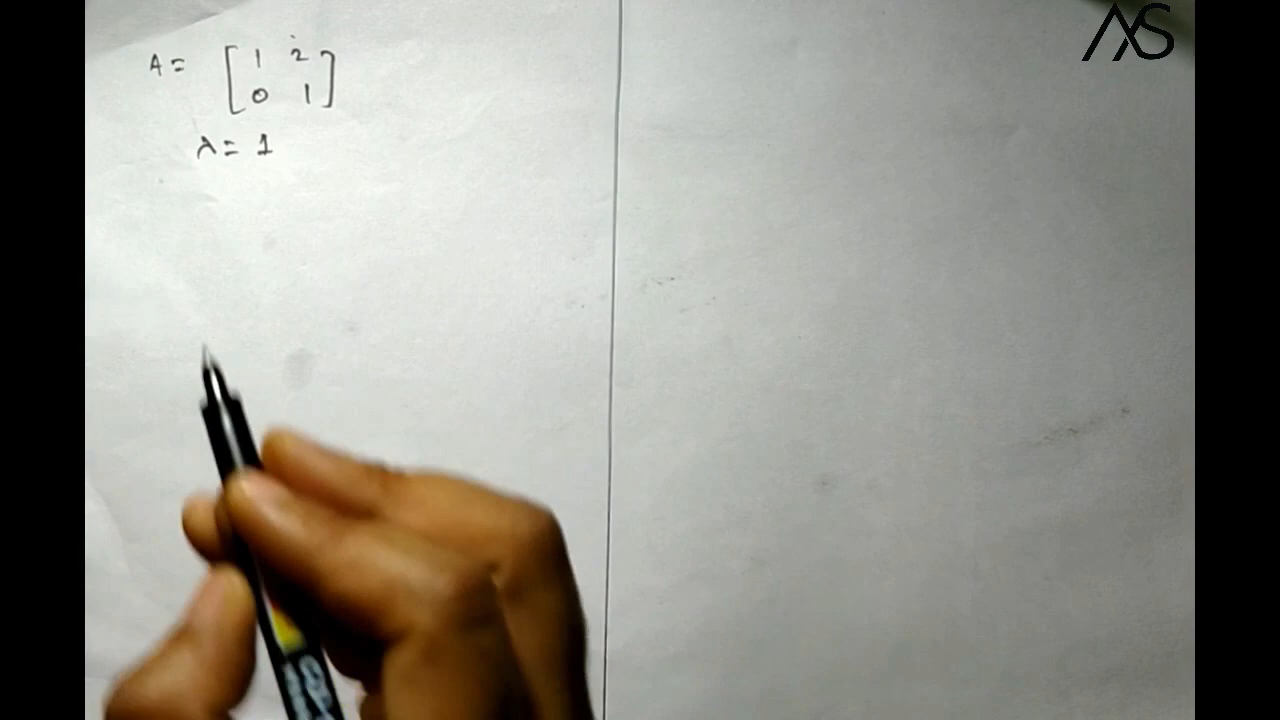 A = [ 1 2
0 1 ]
λ = 1
AS